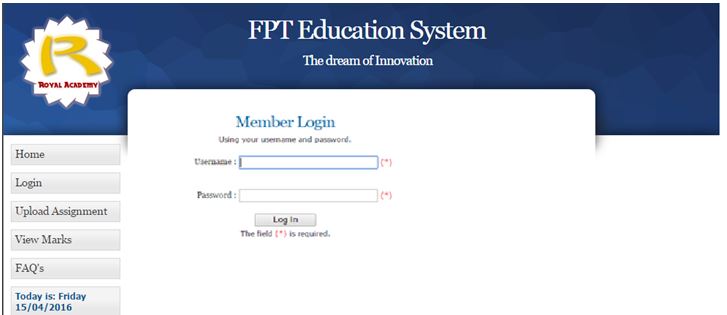 FPT Education System
The dream of Innovation
R
ROYAL ACADEMY
Home
Login
Upload Assignment
View Marks
FAQ's
Today is: Friday
15/04/2016
Member Login
Using your username and password.
Username : (*)
Password : (*)
Log In
The field (*) is required.